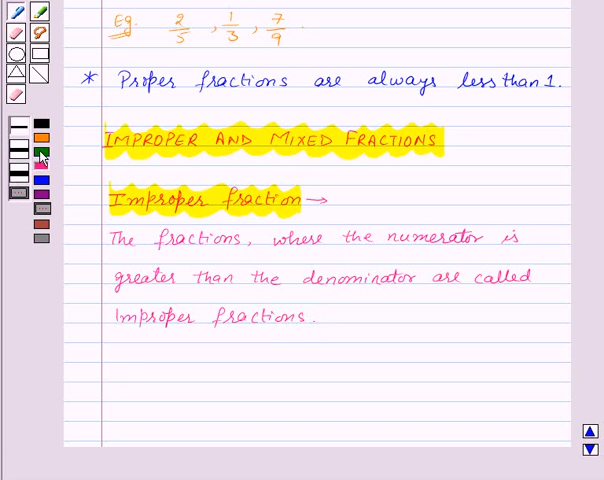 Eg. 2/5, 1/3, 7/9.
* Proper fractions are always less than 1.
IMPROPER AND MIXED FRACTIONS
Improper fraction →
The fractions, where the numerator is
greater than the denominator are called
Improper fractions.